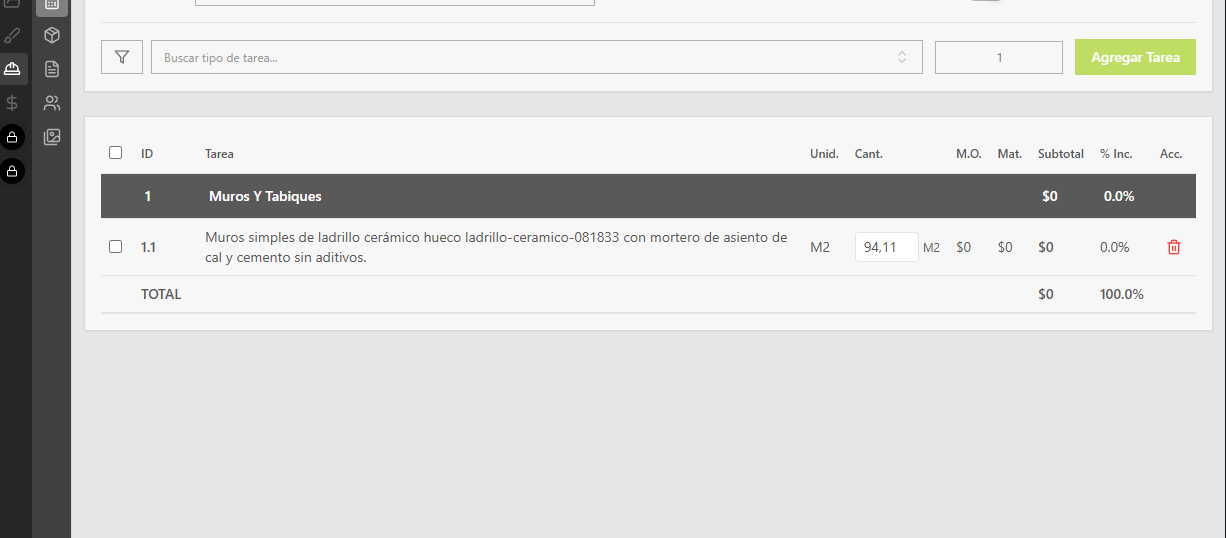 Buscar tipo de tarea... 1 Agregar Tarea
ID Tarea Unid. Cant. M.O. Mat. Subtotal % Inc. Acc.
1 Muros Y Tabiques $0 0.0%
1.1 Muros simples de ladrillo cerámico hueco ladrillo-ceramico-081833 con mortero de asiento de M2 94,11 M2 $0 $0 $0 0.0%
cal y cemento sin aditivos.
TOTAL $0 100.0%